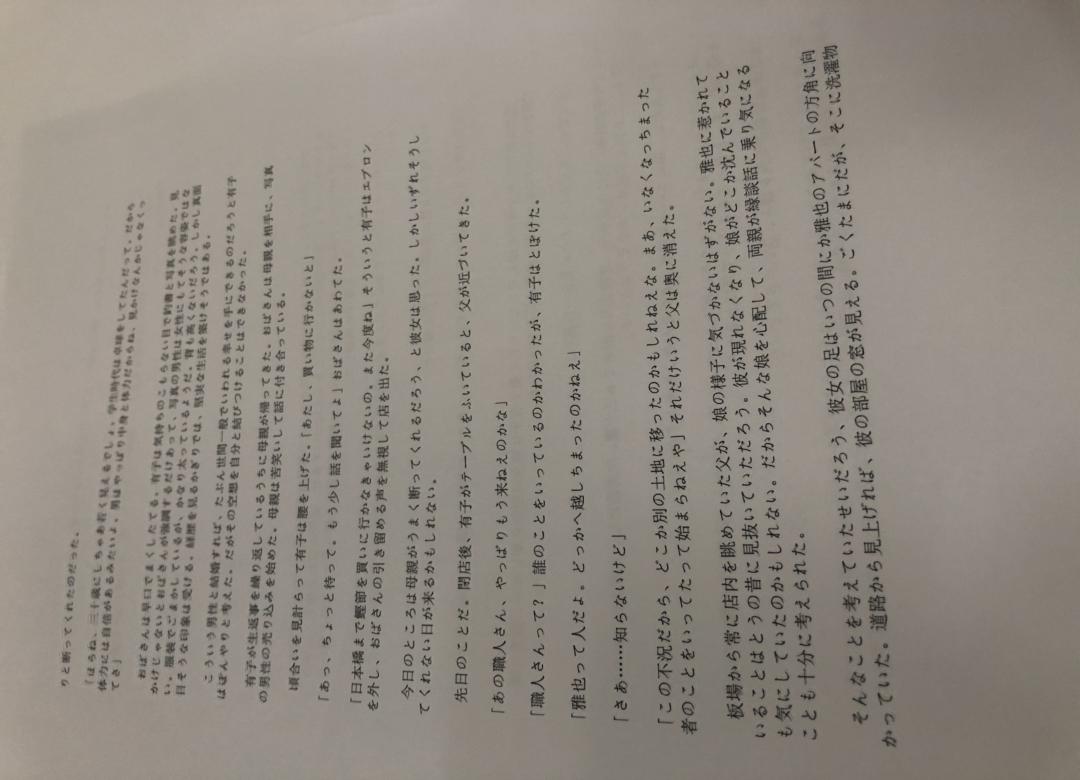 りと断ってくれたのだった。
「ほらね、三十歳にしちゃあ若く見えるでしょ。学生時代は卓球をしてたんだって。だから
体力には自信があるみたいよ。男はやっぱり中身と体力だからね、見かけなんかじゃなくっ
てさ」
おばさんは早口でまくしたてる。有子は気持ちのこもらない目で釣書と写真を眺めた。見
かけじゃないとおばさんが強調するだけあって、写真の男性は女性にもてそうな容姿ではな
い。服装でごまかしているが、かなり太っているようだ。背も高くないだろう。しかし真面
目そうな印象は受ける。経歴を見るかぎりでは、堅実な生活を築けそうではある。
こういう男性と結婚すれば、たぶん世間一般でいわれる幸せを手にできるのだろうと有子
はぼんやりと考えた。だがその空想を自分と結びつけることはできなかった。
有子が生返事を繰り返しているうちに母親が帰ってきた。おばさんは母親を相手に、写真
の男性の売り込みを始めた。母親は苦笑いして話に付き合っている。
頃合いを見計らって有子は腰を上げた。「あたし、買い物に行かないと」
「あっ、ちょっと待って。もう少し話を聞いてよ」おばさんはあわてた。
「日本橋まで鰹節を買いに行かなきゃいけないの。また今度ね」そういうと有子はエプロン
を外し、おばさんの引き留める声を無視して店を出た。
今日のところは母親がうまく断ってくれるだろう、と彼女は思った。しかしいずれそうし
てくれない日が来るかもしれない。
先日のことだ。閉店後、有子がテーブルをふいていると、父が近づいてきた。
「あの職人さん、やっぱりもう来ねえのかな」
「職人さんって？」誰のことをいっているのかわかったが、有子はとぼけた。
「雅也って人だよ。どっかへ越しちまったのかねえ」
「さあ……知らないけど」
「この不況だから、どこか別の土地に移ったのかもしれねえな。まあ、いなくなっちまった
者のことをいってたって始まらねえや」それだけいうと父は奥に消えた。
板場から常に店内を眺めていた父が、娘の様子に気づかないはずがない。雅也に惹かれて
いることはとうの昔に見抜いていただろう。彼が現れなくなり、娘がどこか沈んでいること
も気にしていたのかもしれない。だからそんな娘を心配して、両親が縁談話に乗り気になる
ことも十分に考えられた。
そんなことを考えていたせいだろう、彼女の足はいつの間にか雅也のアパートの方角に向
かっていた。道路から見上げれば、彼の部屋の窓が見える。ごくたまにだが、そこに洗濯物